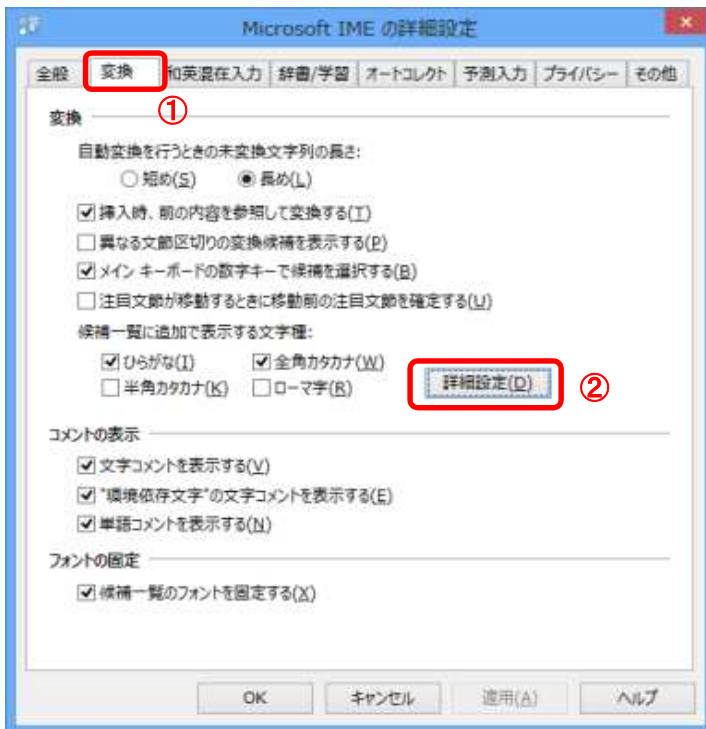 Microsoft IME の詳細設定
全般 変換 和英混在入力 辞書/学習 オートコレクト 予測入力 プライバシー その他
①
変換
自動変換を行うときの未変換文字列の長さ:
短め(S) 長め(L)
挿入時、前の内容を参照して変換する(T)
異なる文節区切りの変換候補を表示する(P)
メイン キーボードの数字キーで候補を選択する(B)
注目文節が移動するときに移動前の注目文節を確定する(U)
候補一覧に追加で表示する文字種:
ひらがな(I) 全角カタカナ(W)
半角カタカナ(K) ローマ字(R) 詳細設定(D) ②
コメントの表示
文字コメントを表示する(V)
"環境依存文字"の文字コメントを表示する(E)
単語コメントを表示する(N)
フォントの固定
候補一覧のフォントを固定する(X)
OK キャンセル 適用(A) ヘルプ